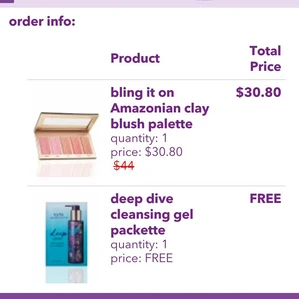 order info:
Product
Total
Price
bling it on
Amazonian clay
blush palette
quantity: 1
price: $30.80
$44
$30.80
deep dive
cleansing gel
packette
quantity: 1
price: FREE
FREE